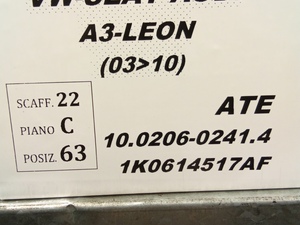 A3-LEON
(03>10)
SCAFF. 22
PIANO C
POSIZ. 63
ATE
10.0206-0241.4
1K0614517AF